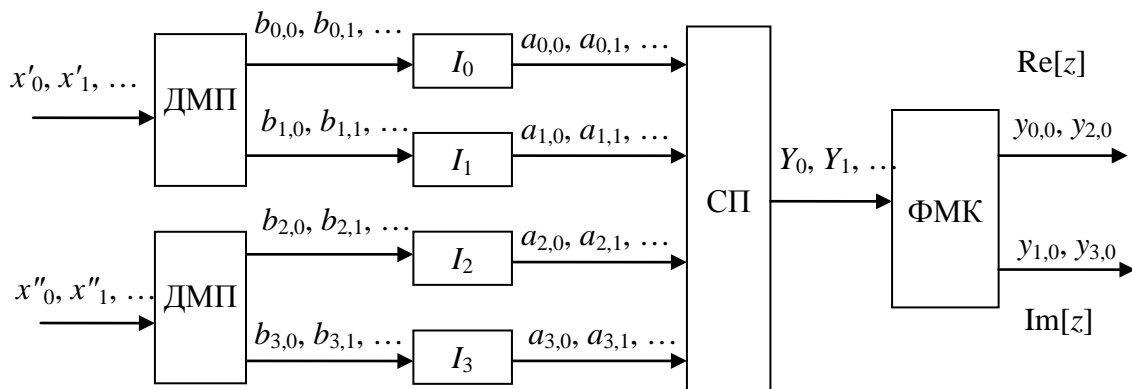 x′₀, x′₁, …
ДМП
b₀,₀, b₀,₁, …
I₀
a₀,₀, a₀,₁, …
b₁,₀, b₁,₁, …
I₁
a₁,₀, a₁,₁, …
x″₀, x″₁, …
ДМП
b₂,₀, b₂,₁, …
I₂
a₂,₀, a₂,₁, …
b₃,₀, b₃,₁, …
I₃
a₃,₀, a₃,₁, …
СП
Y₀, Y₁, …
ФМК
Re[z]
y₀,₀, y₂,₀
y₁,₀, y₃,₀
Im[z]